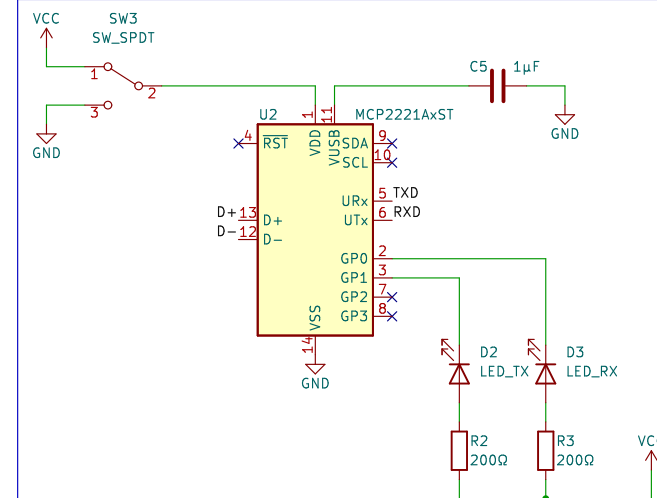 VCC
SW3
SW_SPDT
1
2
3
GND
C5
1µF
GND
U2
MCP2221AxST
1
11
VDD
VUSB
4
RST
SDA
9
SCL
10
URx
5
TXD
UTx
6
RXD
D+
13
D+
D-
12
D-
GP0
2
GP1
3
GP2
7
GP3
8
VSS
14
GND
D2
LED_TX
D3
LED_RX
R2
200Ω
R3
200Ω
VC